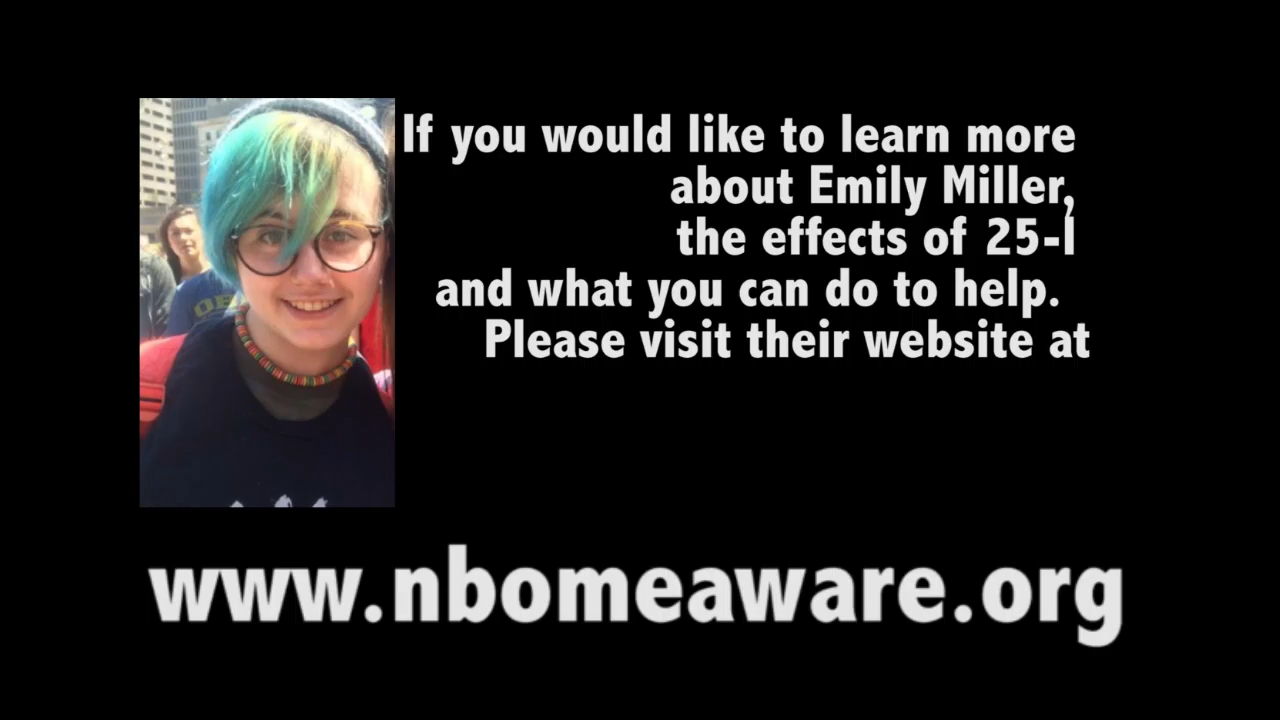 If you would like to learn more
about Emily Miller,
the effects of 25-I
and what you can do to help.
Please visit their website at
www.nbomeaware.org